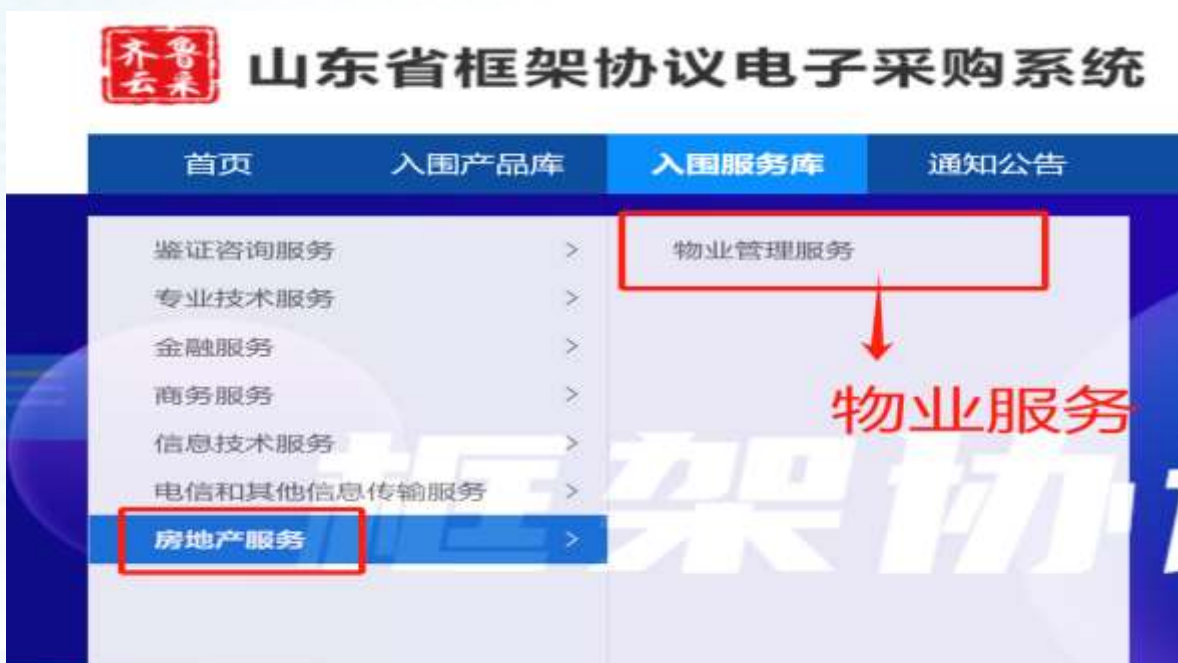 齐鲁
云采
山东省框架协议电子采购系统
首页 入围产品库 入围服务库 通知公告
鉴证咨询服务 > 物业管理服务
专业技术服务 >
金融服务 >
商务服务 >
物业服务
信息技术服务 >
电信和其他信息传输服务 >
房地产服务 >
框架协